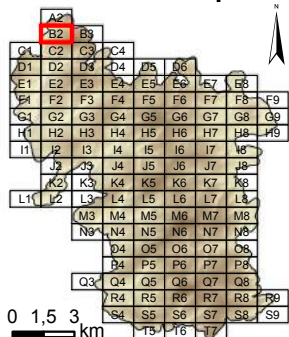 N
A2
B2 B3
C1 C2 C3 C4
D1 D2 D3 D4 D5 D6
E1 E2 E3 E4 E5 E6 E7 E8
F1 F2 F3 F4 F5 F6 F7 F8 F9
G1 G2 G3 G4 G5 G6 G7 G8 G9
H1 H2 H3 H4 H5 H6 H7 H8 H9
I1 I2 I3 I4 I5 I6 I7 I8
J2 J3 J4 J5 J6 J7 J8
K2 K3 K4 K5 K6 K7 K8
L1 L2 L3 L4 L5 L6 L7 L8
M3 M4 M5 M6 M7 M8
N3 N4 N5 N6 N7 N8
O4 O5 O6 O7 O8
P4 P5 P6 P7 P8
Q3 Q4 Q5 Q6 Q7 Q8
R4 R5 R6 R7 R8 R9
S4 S5 S6 S7 S8 S9
T5 T6 T7
0 1,5 3
km